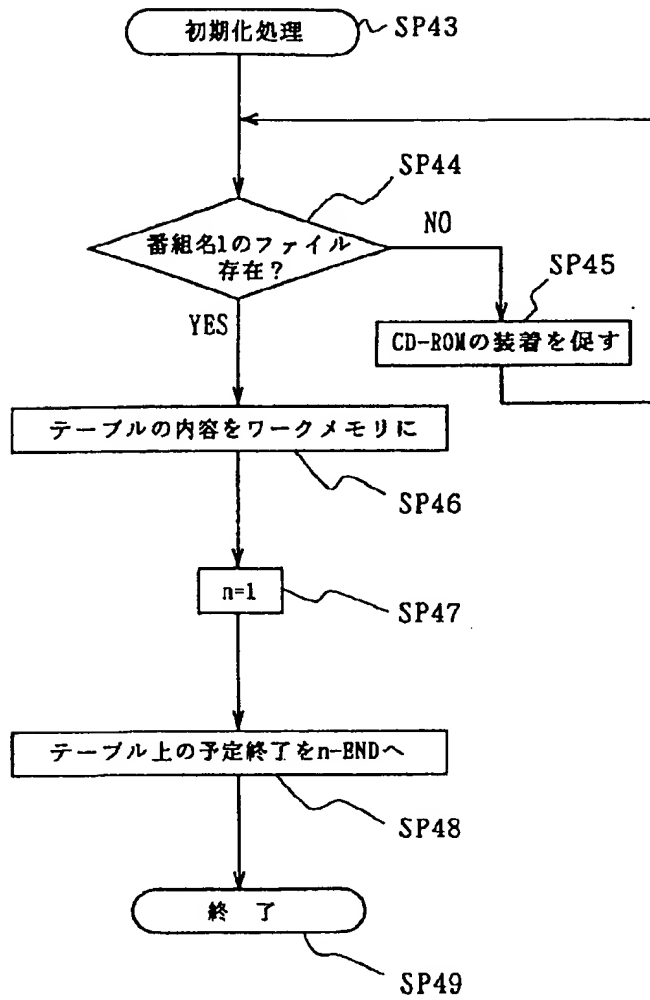 初期化処理
SP43
SP44
番組名1のファイル
存在?
NO
YES
SP45
CD-ROMの装着を促す
テーブルの内容をワークメモリに
SP46
n=1
SP47
テーブル上の予定終了をn-ENDへ
SP48
終 了
SP49